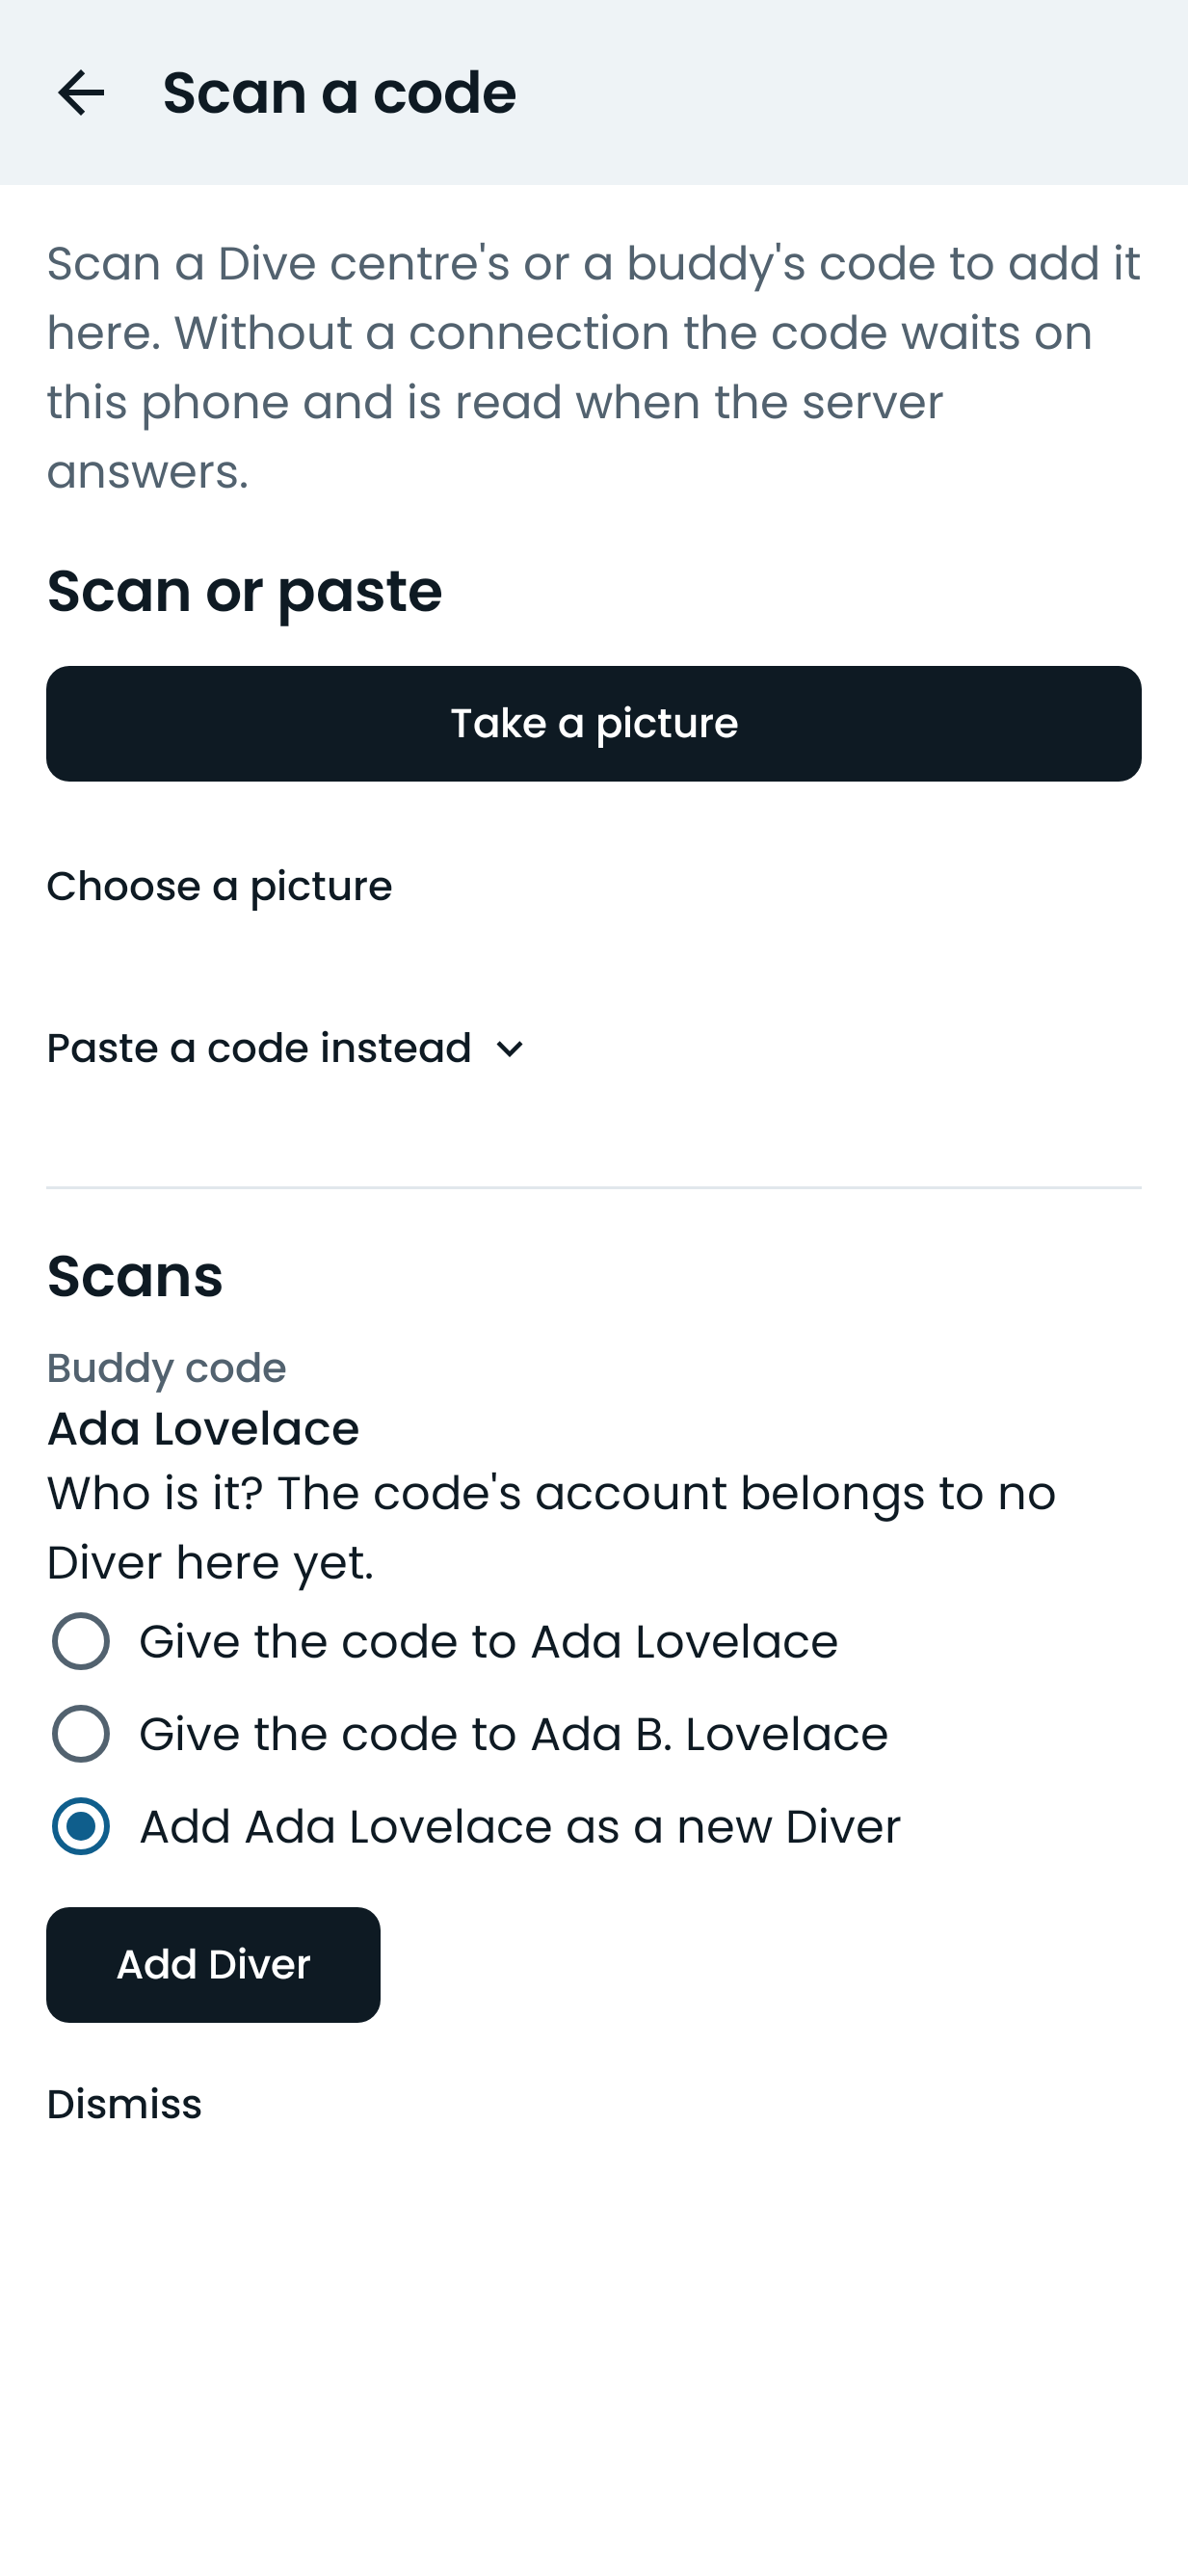 Scan a code
Scan a Dive centre's or a buddy's code to add it
here. Without a connection the code waits on
this phone and is read when the server
answers.
Scan or paste
Take a picture
Choose a picture
Paste a code instead
Scans
Buddy code
Ada Lovelace
Who is it? The code's account belongs to no
Diver here yet.
Give the code to Ada Lovelace
Give the code to Ada B. Lovelace
Add Ada Lovelace as a new Diver
Add Diver
Dismiss